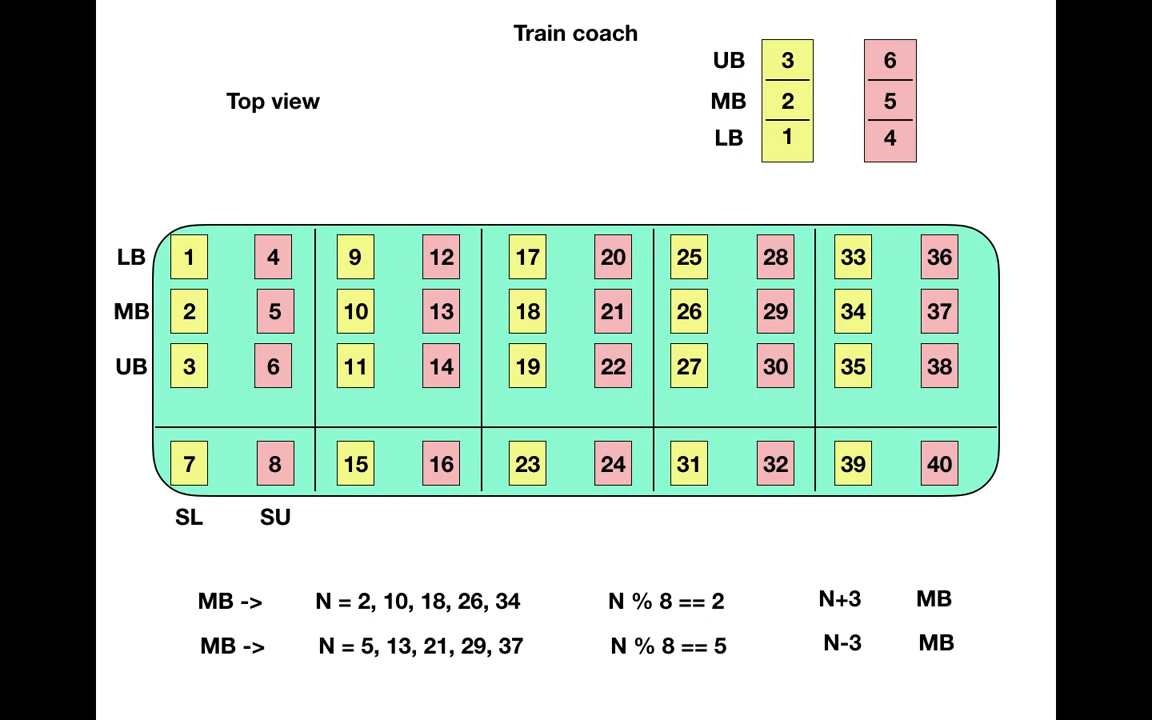 Train coach
UB 3 6
Top view MB 2 5
LB 1 4
LB 1 4 9 12 17 20 25 28 33 36
MB 2 5 10 13 18 21 26 29 34 37
UB 3 6 11 14 19 22 27 30 35 38
7 8 15 16 23 24 31 32 39 40
SL SU
MB -> N = 2, 10, 18, 26, 34 N % 8 == 2 N+3 MB
MB -> N = 5, 13, 21, 29, 37 N % 8 == 5 N-3 MB